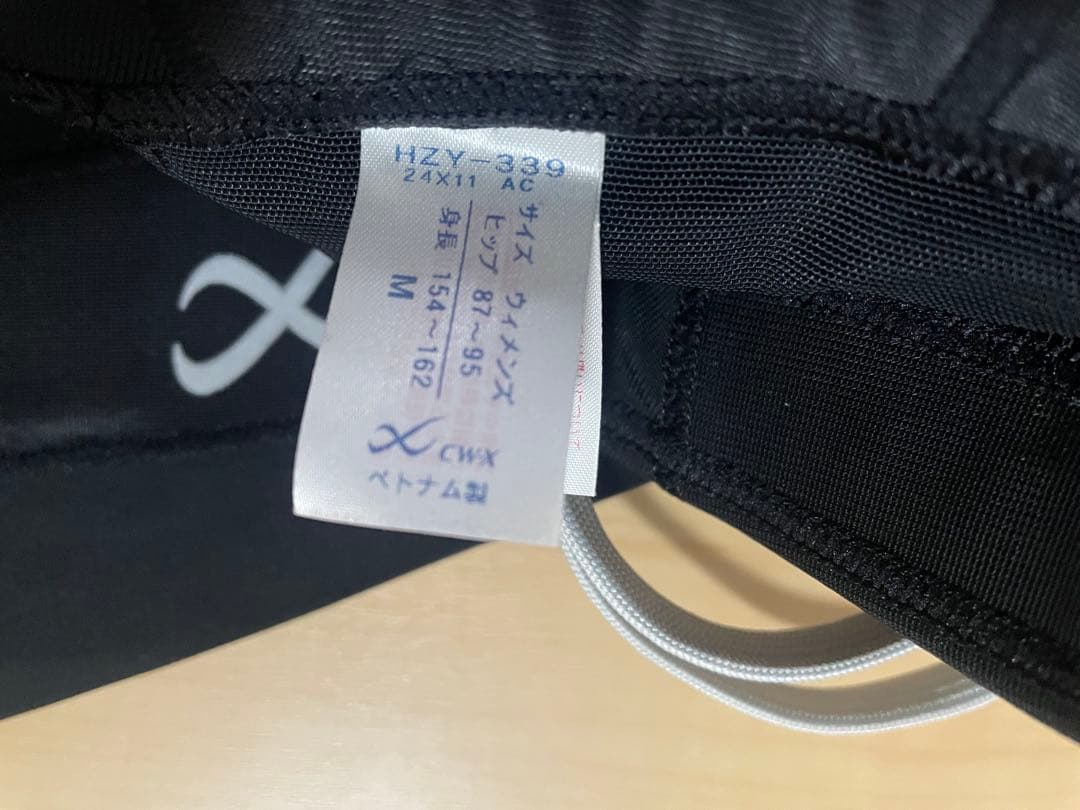 HZY-339
24X11 AC
サイズ ウィメンズ
ヒップ 87~95
身長 154~162
M
CW-X
ベトナム製